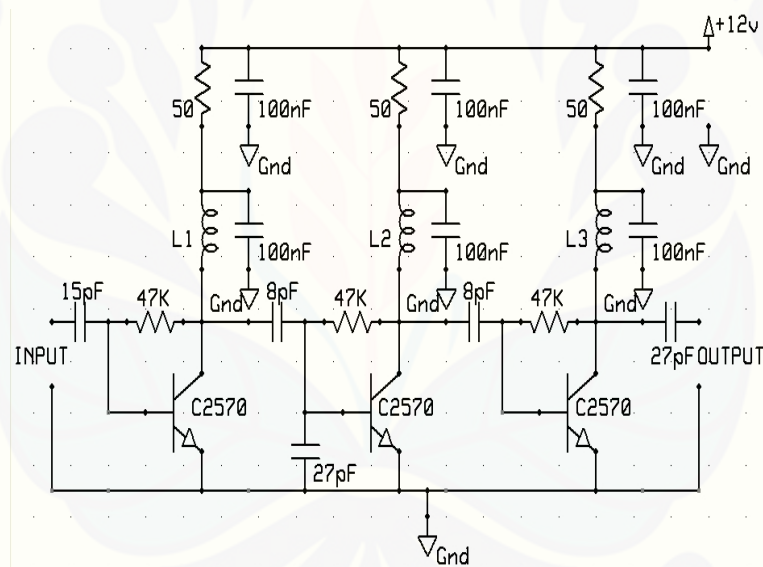 +12v
50
100nF
50
100nF
50
100nF
Gnd
Gnd
Gnd
Gnd
L1
100nF
L2
100nF
L3
100nF
15pF
47K
Gnd
8pF
47K
Gnd
8pF
47K
Gnd
INPUT
27pF
OUTPUT
C2570
C2570
C2570
27pF
Gnd